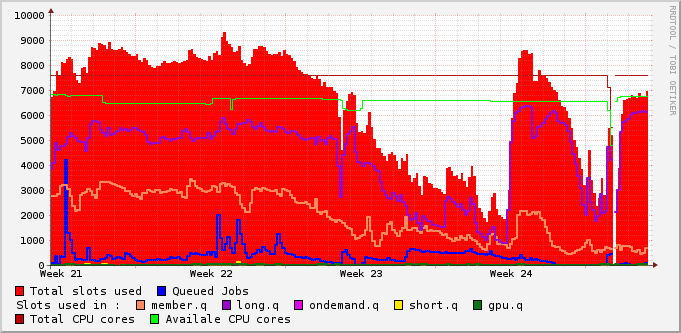 10000
9000
8000
7000
6000
5000
4000
3000
2000
1000
0
Week 21 Week 22 Week 23 Week 24
Total slots used Queued Jobs
Slots used in : member.q long.q ondemand.q short.q gpu.q
Total CPU cores Availale CPU cores
RRDTOOL / TOBI OETIKER